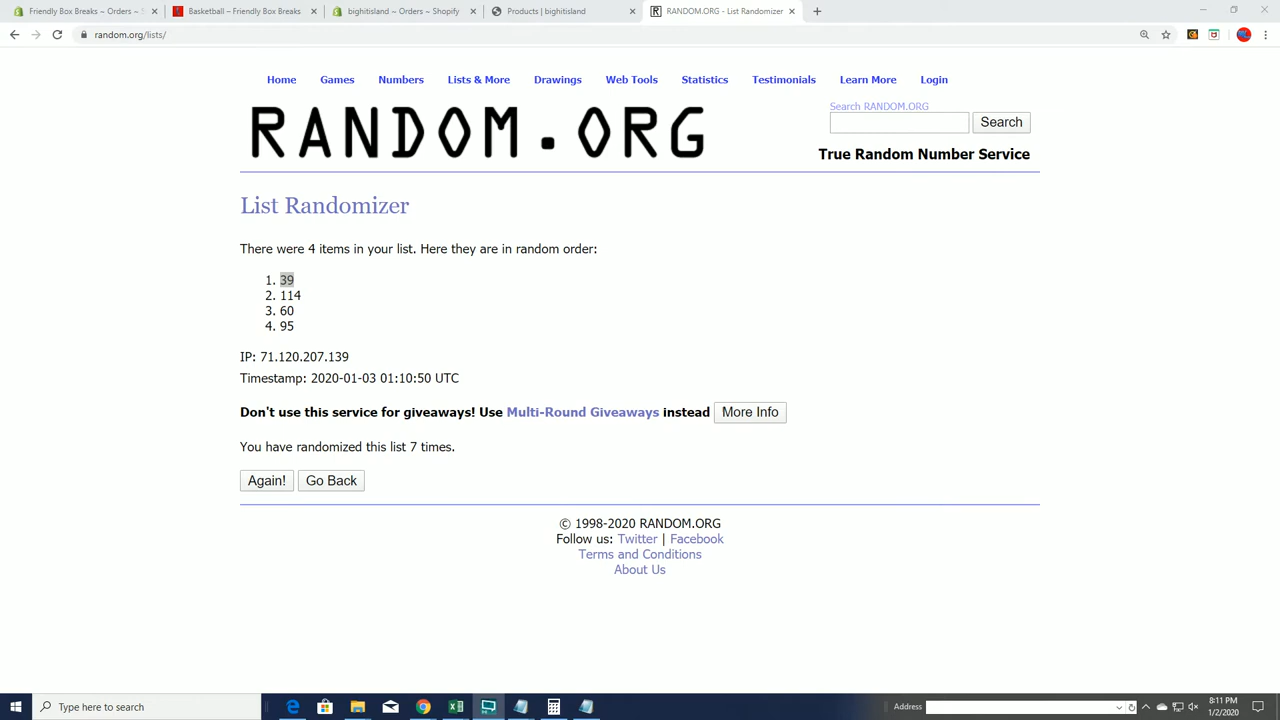 Friendly Box Breaks ~ Orders ~ S
Basketball – Friendly Box Breaks
bighitisland ~ Orders ~ Shopify
Products | bighitisland
RANDOM.ORG - List Randomizer
random.org/lists/
Home Games Numbers Lists & More Drawings Web Tools Statistics Testimonials Learn More Login
RANDOM.ORG
Search RANDOM.ORG
Search
True Random Number Service
List Randomizer
There were 4 items in your list. Here they are in random order:
1. 39
2. 114
3. 60
4. 95
IP: 71.120.207.139
Timestamp: 2020-01-03 01:10:50 UTC
Don't use this service for giveaways! Use Multi-Round Giveaways instead More Info
You have randomized this list 7 times.
Again! Go Back
© 1998-2020 RANDOM.ORG
Follow us: Twitter | Facebook
Terms and Conditions
About Us
Type here to search
Address
8:11 PM
1/2/2020